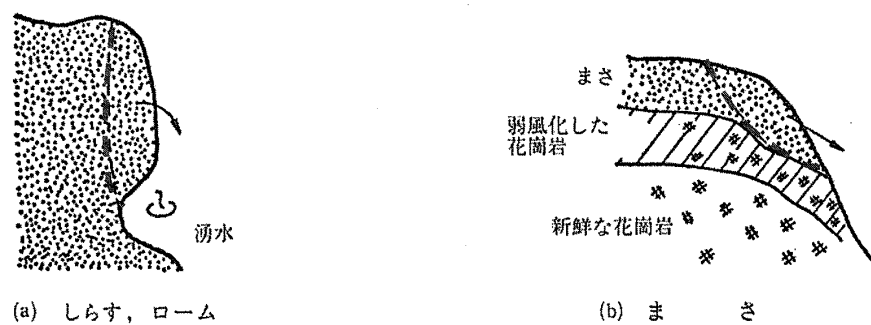 まさ
弱風化した
花崗岩
新鮮な花崗岩
湧水
(a) しらす，ローム
(b) まさ